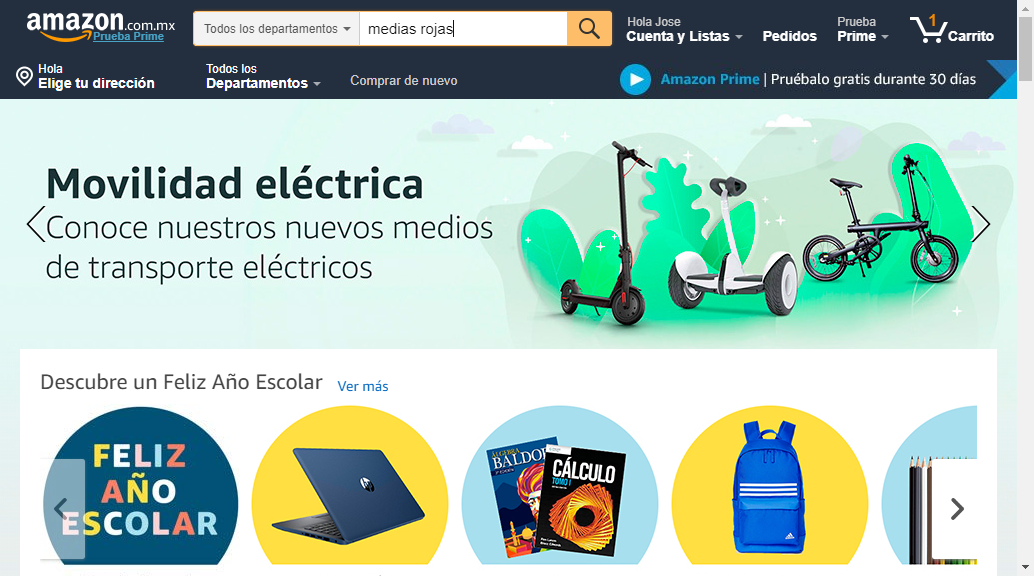 amazon.com.mx
Prueba Prime
Todos los departamentos
medias rojas
Hola Jose
Cuenta y Listas
Pedidos
Prueba
Prime
1
Carrito
Hola
Elige tu dirección
Todos los
Departamentos
Comprar de nuevo
Amazon Prime | Pruébalo gratis durante 30 días
Movilidad eléctrica
Conoce nuestros nuevos medios
de transporte eléctricos
Descubre un Feliz Año Escolar Ver más
FELIZ
AÑO
ESCOLAR
hp
ÁLGEBRA
BALDOR
CÁLCULO
TOMO I
adidas